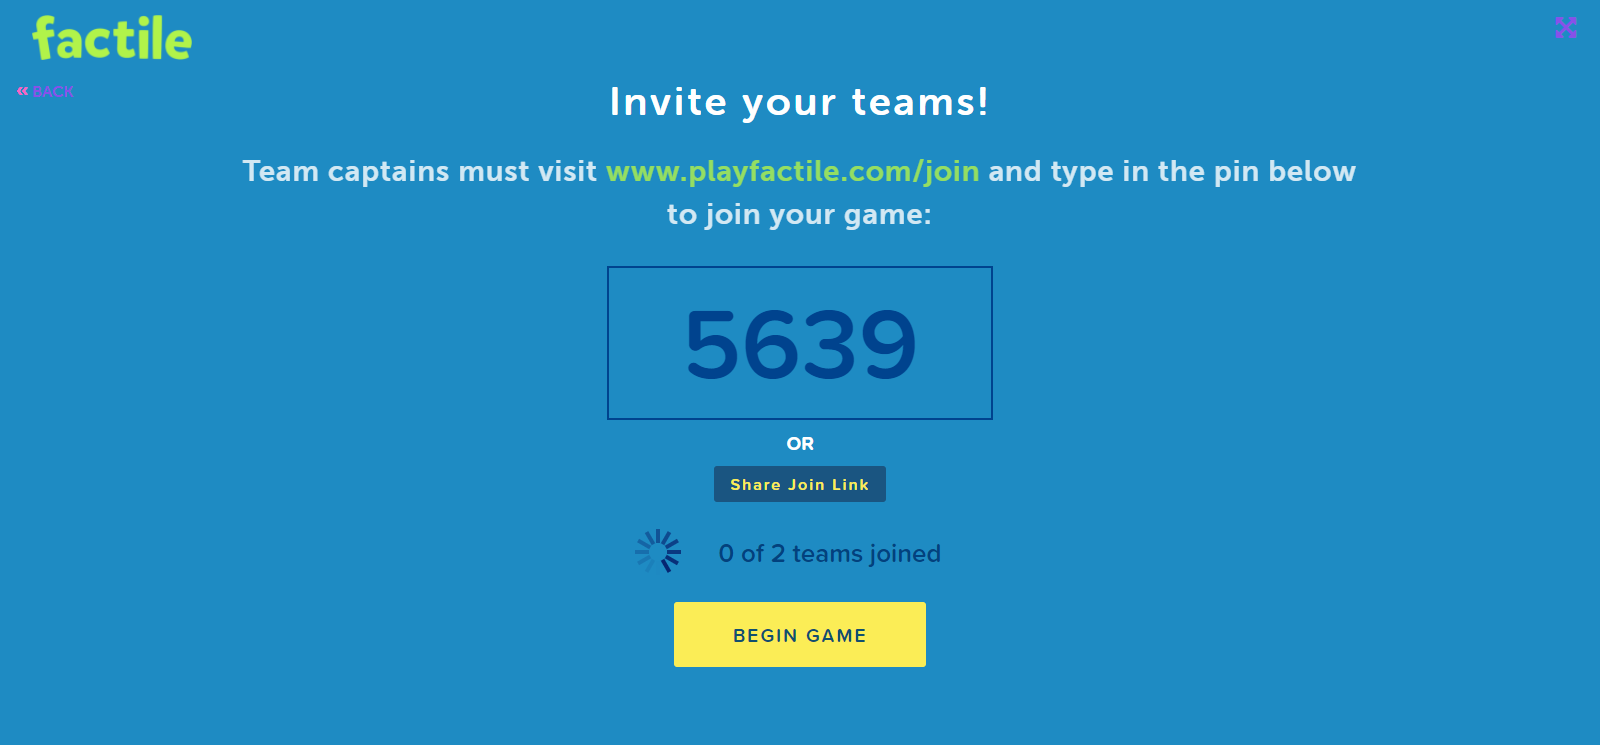 factile
« BACK
Invite your teams!
Team captains must visit www.playfactile.com/join and type in the pin below
to join your game:
5639
OR
Share Join Link
0 of 2 teams joined
BEGIN GAME